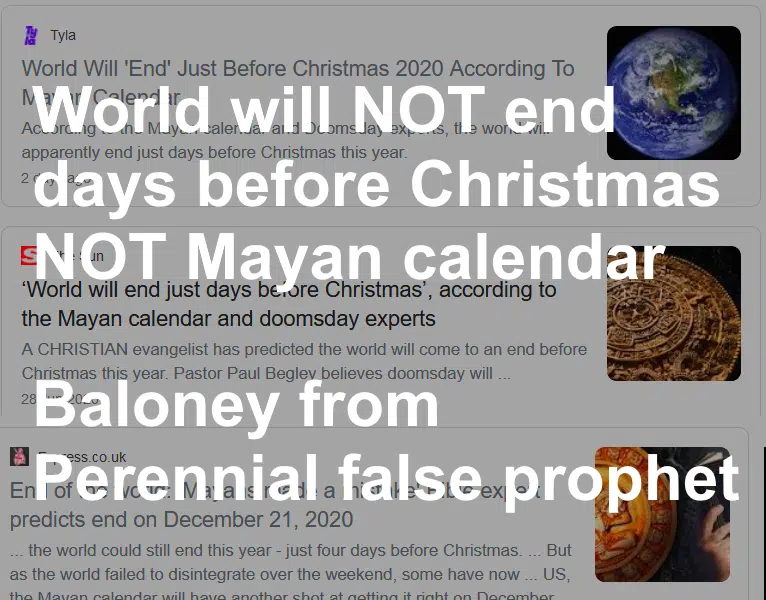 Tyla
World Will 'End' Just Before Christmas 2020 According To
Mayan Calendar
World will NOT end
According to the Mayan calendar and Doomsday experts, the world will
apparently end just days before Christmas this year.
2 days ago
days before Christmas
NOT Mayan calendar
The Sun
‘World will end just days before Christmas’, according to
the Mayan calendar and doomsday experts
A CHRISTIAN evangelist has predicted the world will come to an end before
Christmas this year. Pastor Paul Begley believes doomsday will ...
28 2020
Baloney from
Express.co.uk
Perennial false prophet
End of the world: Mayans made a mistake' Bible expert
predicts end on December 21, 2020
... the world could still end this year - just four days before Christmas. ... But
as the world failed to disintegrate over the weekend, some have now ... US,
the Mayan calendar will have another shot at getting it right on December